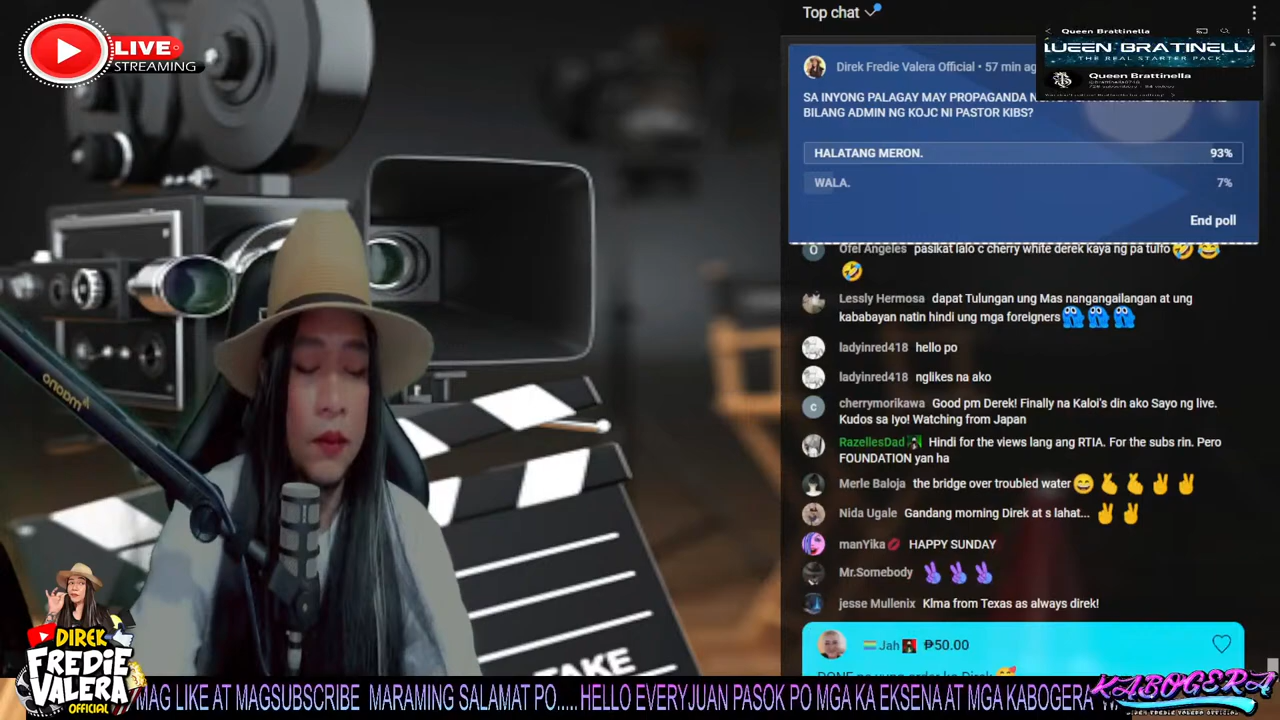 LIVE
STREAMING
Top chat
Queen Brattinella
QUEEN BRATINELLA
THE REAL STARTER PACK
Queen Brattinella
Direk Fredie Valera Official • 57 min ag
SA INYONG PALAGAY MAY PROPAGANDA
BILANG ADMIN NG KOJC NI PASTOR KIBS?
HALATANG MERON. 93%
WALA. 7%
End poll
Ofel Angeles pasikat lalo c cherry white derek kaya ng pa tulfo
Lessly Hermosa dapat Tulungan ung Mas nangangailangan at ung
kababayan natin hindi ung mga foreigners
ladyinred418 hello po
ladyinred418 nglikes na ako
cherrymorikawa Good pm Derek! Finally na Kaloi's din ako Sayo ng live.
Kudos sa Iyo! Watching from Japan
RazellesDad Hindi for the views lang ang RTIA. For the subs rin. Pero
FOUNDATION yan ha
Merle Baloja the bridge over troubled water
Nida Ugale Gandang morning Direk at s lahat...
manYika HAPPY SUNDAY
Mr.Somebody
jesse Mullenix Klma from Texas as always direk!
Jah ₱50.00
maono
TAKE
DIREK
FREDIE
VALERA
OFFICIAL
MAG LIKE AT MAGSUBSCRIBE MARAMING SALAMAT PO.....HELLO EVERYJUAN PASOK PO MGA KA EKSENA AT MGA KABOGERA
KABOGERA